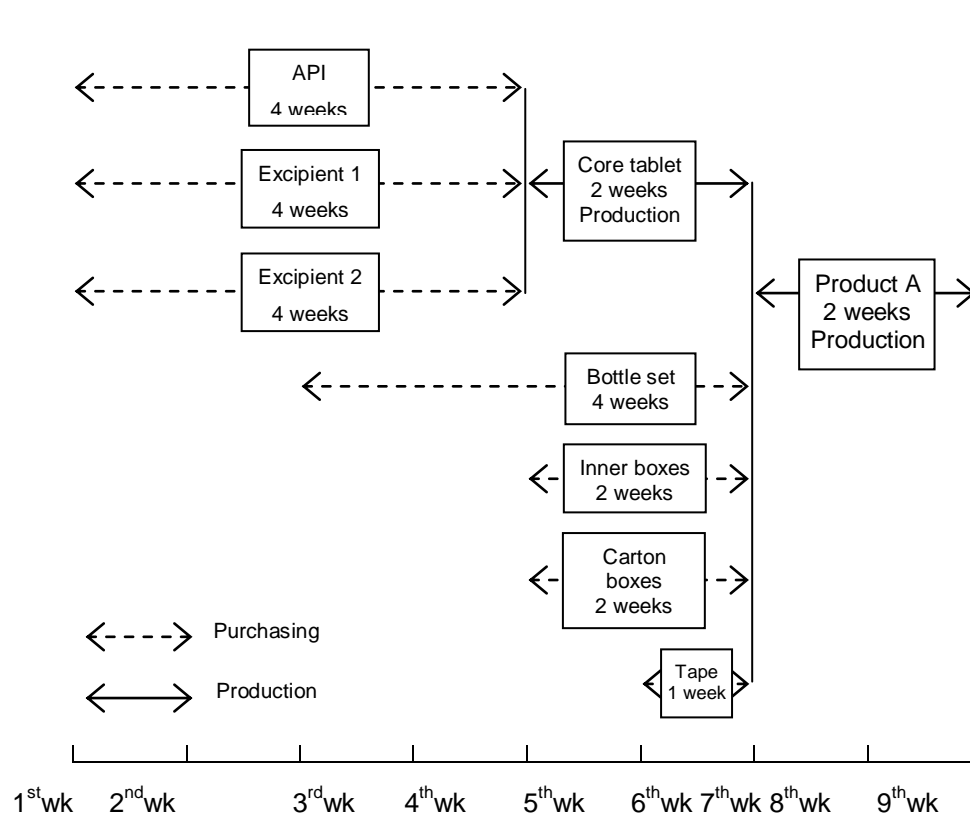 API
4 weeks
Excipient 1
4 weeks
Core tablet
2 weeks
Production
Excipient 2
4 weeks
Product A
2 weeks
Production
Bottle set
4 weeks
Inner boxes
2 weeks
Carton
boxes
2 weeks
Purchasing
Tape
1 week
Production
1stwk 2ndwk 3rdwk 4thwk 5thwk 6thwk 7thwk 8thwk 9thwk